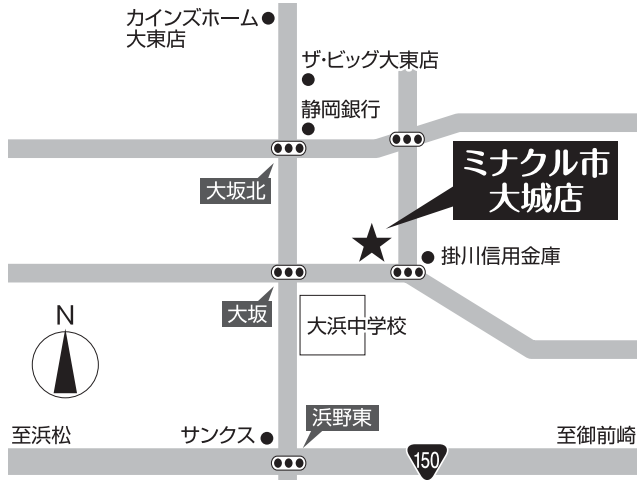 カインズホーム
大東店
ザ・ビッグ大東店
静岡銀行
大坂北
ミナクル市
大城店
掛川信用金庫
大坂
大浜中学校
N
浜野東
至浜松
サンクス
至御前崎
150